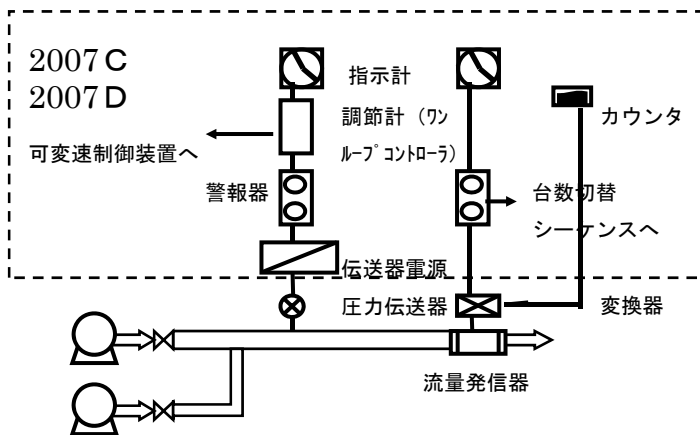 2007C
2007D
指示計
調節計（ﾜﾝ
ﾙｰﾌﾟｺﾝﾄﾛｰﾗ）
カウンタ
可変速制御装置へ
警報器
台数切替
シーケンスへ
伝送器電源
圧力伝送器
変換器
流量発信器